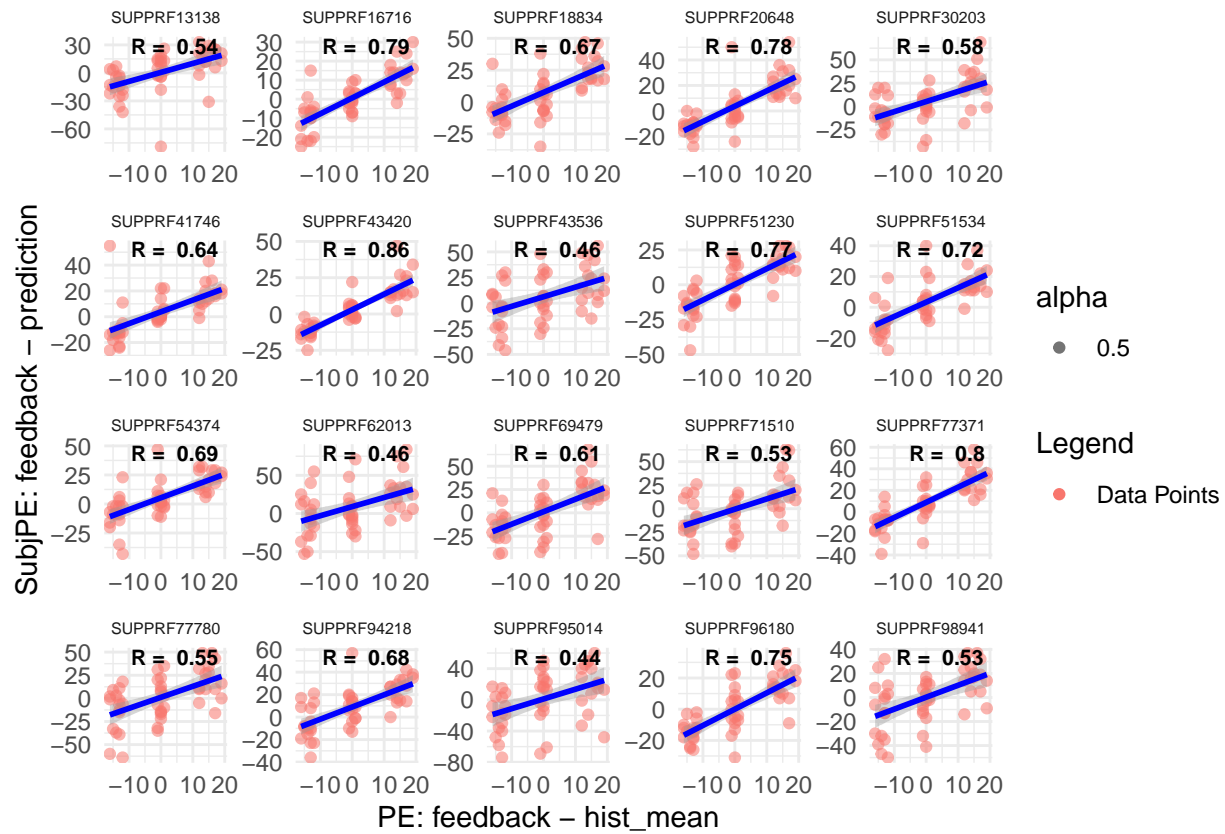 SUPPRF13138 SUPPRF16716 SUPPRF18834 SUPPRF20648 SUPPRF30203
R = 0.54 R = 0.79 R = 0.67 R = 0.78 R = 0.58
30 0 −30 −60
30 20 10 0 −10 −20
50 25 0 −25
40 20 0 −20
50 25 0 −25
−10 0 10 20 −10 0 10 20 −10 0 10 20 −10 0 10 20 −10 0 10 20
SUPPRF41746 SUPPRF43420 SUPPRF43536 SUPPRF51230 SUPPRF51534
R = 0.64 R = 0.86 R = 0.46 R = 0.77 R = 0.72
40 20 0 −20
50 25 0 −25
50 25 0 −25 −50
25 0 −25 −50
40 20 0 −20
−10 0 10 20 −10 0 10 20 −10 0 10 20 −10 0 10 20 −10 0 10 20
SUPPRF54374 SUPPRF62013 SUPPRF69479 SUPPRF71510 SUPPRF77371
R = 0.69 R = 0.46 R = 0.61 R = 0.53 R = 0.8
50 25 0 −25
50 0 −50
50 25 0 −25
50 25 0 −25 −50
60 40 20 0 −20 −40
−10 0 10 20 −10 0 10 20 −10 0 10 20 −10 0 10 20 −10 0 10 20
SUPPRF77780 SUPPRF94218 SUPPRF95014 SUPPRF96180 SUPPRF98941
R = 0.55 R = 0.68 R = 0.44 R = 0.75 R = 0.53
50 25 0 −25 −50
60 40 20 0 −20 −40
40 0 −40 −80
20 0 −20
40 20 0 −20 −40
−10 0 10 20 −10 0 10 20 −10 0 10 20 −10 0 10 20 −10 0 10 20
PE: feedback − hist_mean
SubjPE: feedback − prediction
alpha
0.5
Legend
Data Points